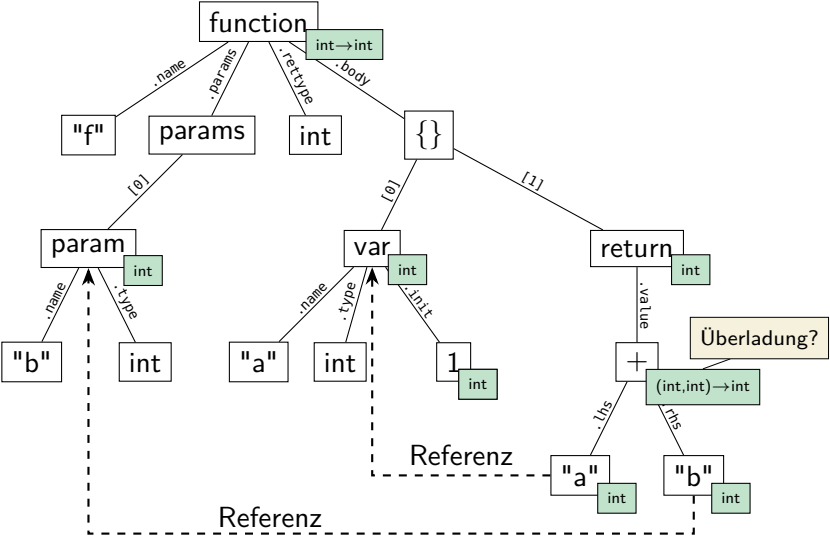 function
int→int
.name
.params
.rettype
.body
"f"
params
int
{}
[0]
[0]
[1]
param
int
var
int
return
int
.name
.type
.name
.type
.init
.value
Überladung?
"b"
int
"a"
int
1
int
+
(int,int)→int
.lhs
.rhs
Referenz
"a"
int
"b"
int
Referenz